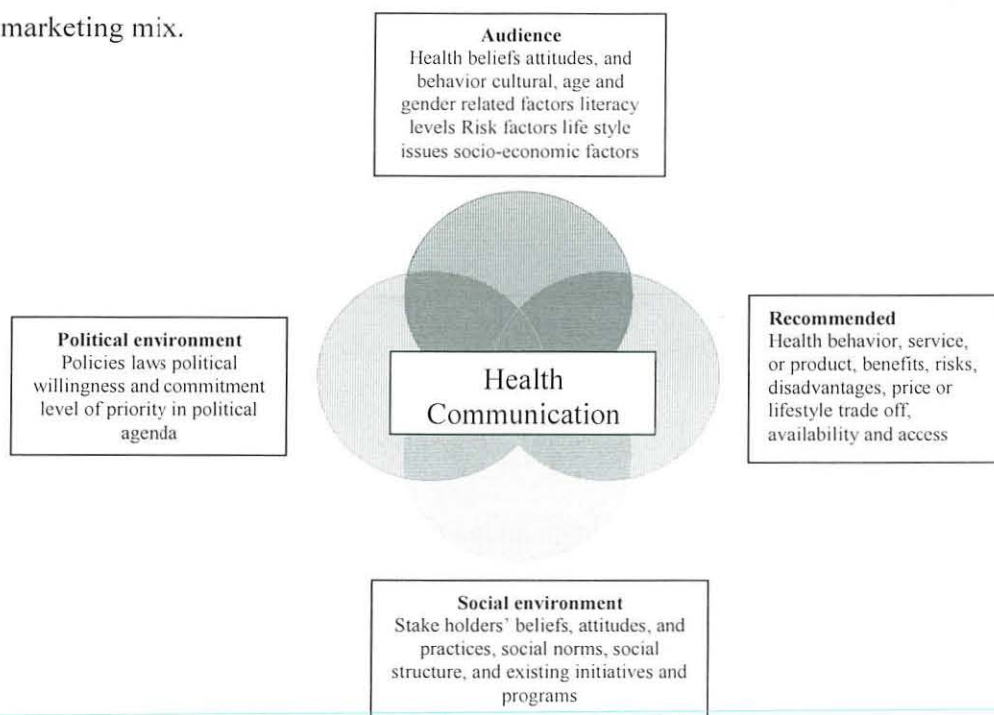 marketing mix.
Audience
Health beliefs attitudes, and
behavior cultural, age and
gender related factors literacy
levels Risk factors life style
issues socio-economic factors
Political environment
Policies laws political
willingness and commitment
level of priority in political
agenda
Health
Communication
Recommended
Health behavior, service,
or product, benefits, risks,
disadvantages, price or
lifestyle trade off,
availability and access
Social environment
Stake holders' beliefs, attitudes, and
practices, social norms, social
structure, and existing initiatives and
programs